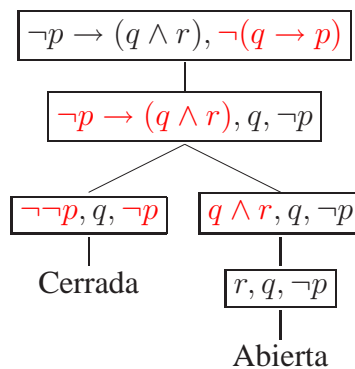 ¬p → (q ∧ r), ¬(q → p)
¬p → (q ∧ r), q, ¬p
¬¬p, q, ¬p
q ∧ r, q, ¬p
Cerrada
r, q, ¬p
Abierta